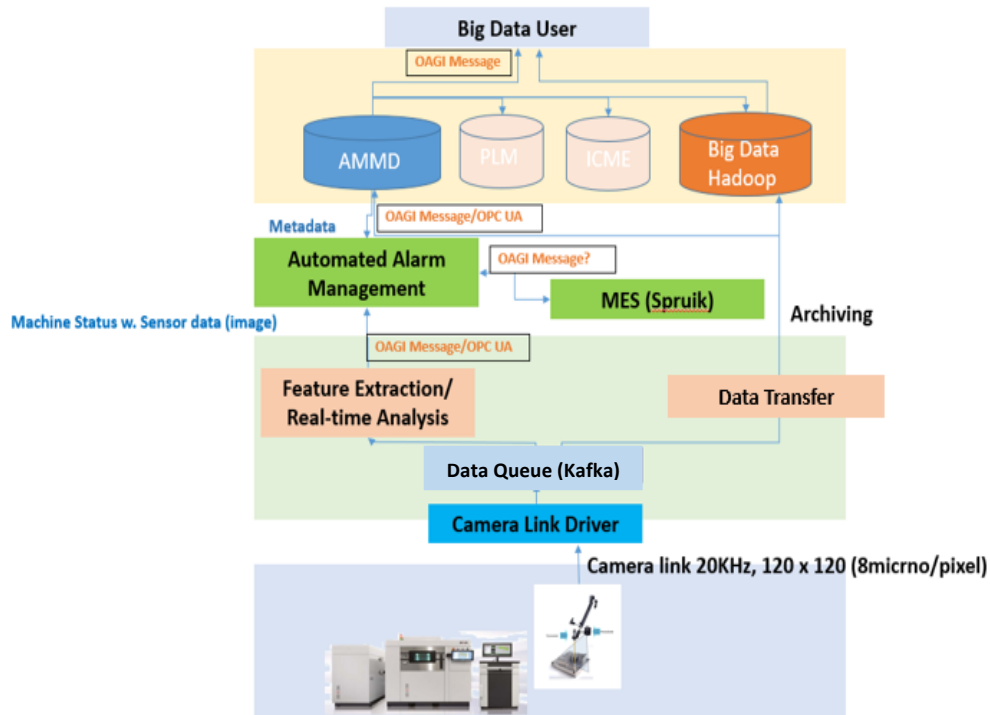 Big Data User
OAGI Message
AMMD
PLM
ICME
Big Data
Hadoop
OAGI Message/OPC UA
Metadata
Automated Alarm
Management
OAGI Message?
MES (Spruik)
Archiving
Machine Status w. Sensor data (image)
OAGI Message/OPC UA
Feature Extraction/
Real-time Analysis
Data Transfer
Data Queue (Kafka)
Camera Link Driver
Camera link 20KHz, 120 x 120 (8micrno/pixel)